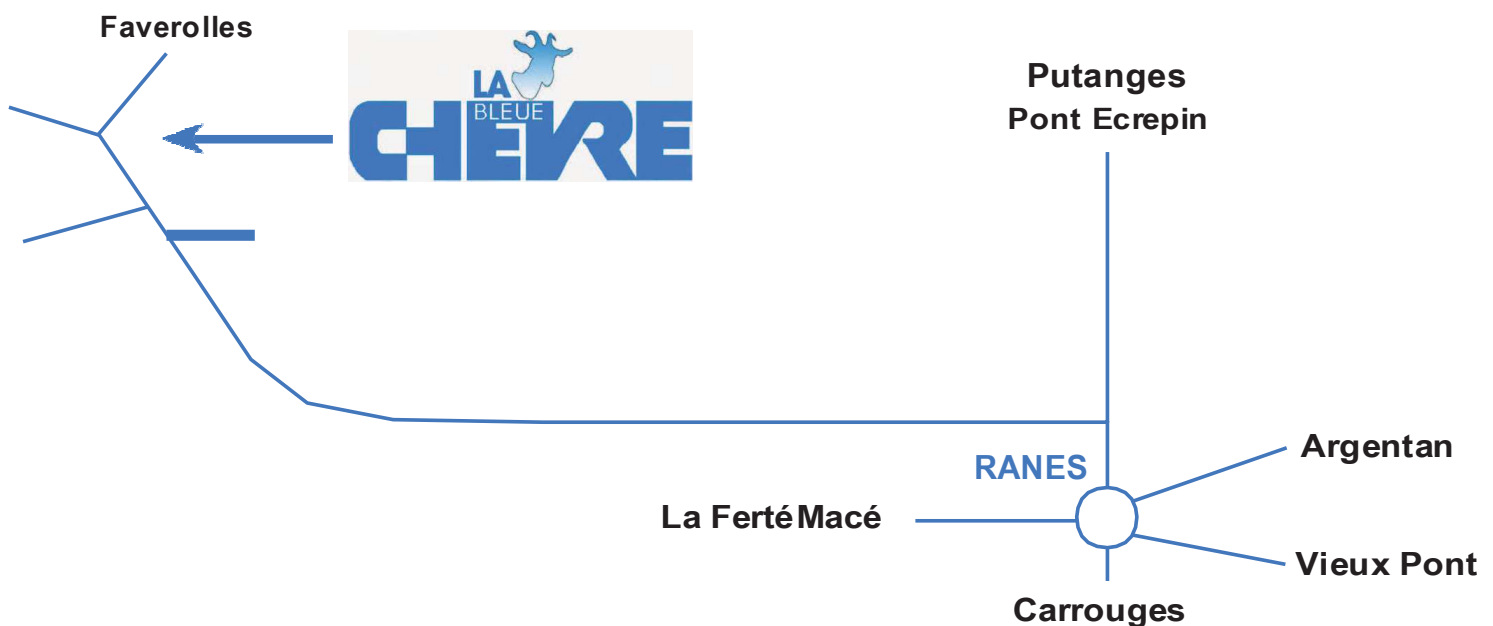 Faverolles
LA
BLEUE
CHEVRE
Putanges
Pont Ecrepin
RANES
Argentan
La Ferté Macé
Vieux Pont
Carrouges